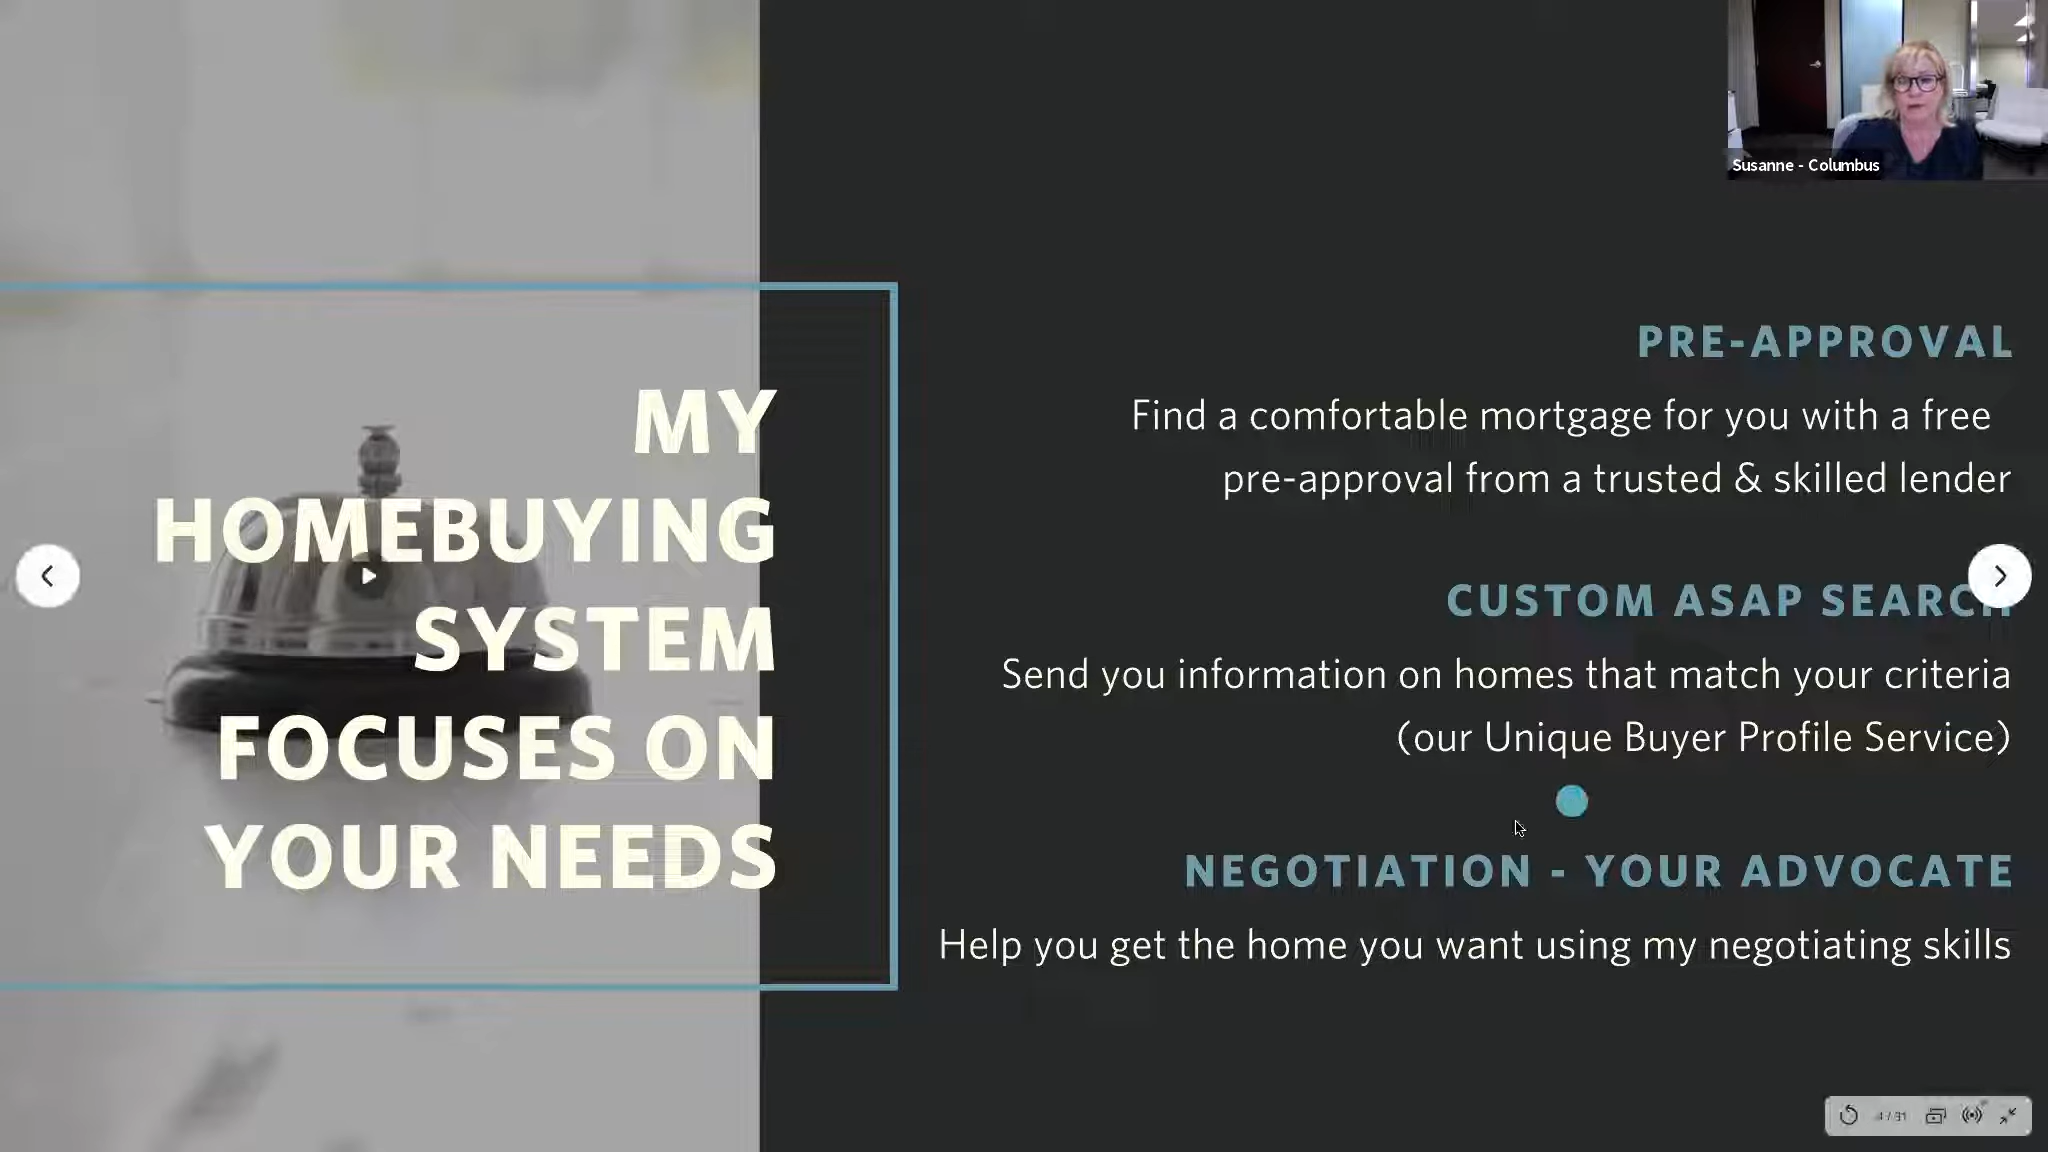 Susanne - Columbus
MY
HOMEBUYING
SYSTEM
FOCUSES ON
YOUR NEEDS
PRE-APPROVAL
Find a comfortable mortgage for you with a free
pre-approval from a trusted & skilled lender
CUSTOM ASAP SEARCH
Send you information on homes that match your criteria
(our Unique Buyer Profile Service)
NEGOTIATION - YOUR ADVOCATE
Help you get the home you want using my negotiating skills